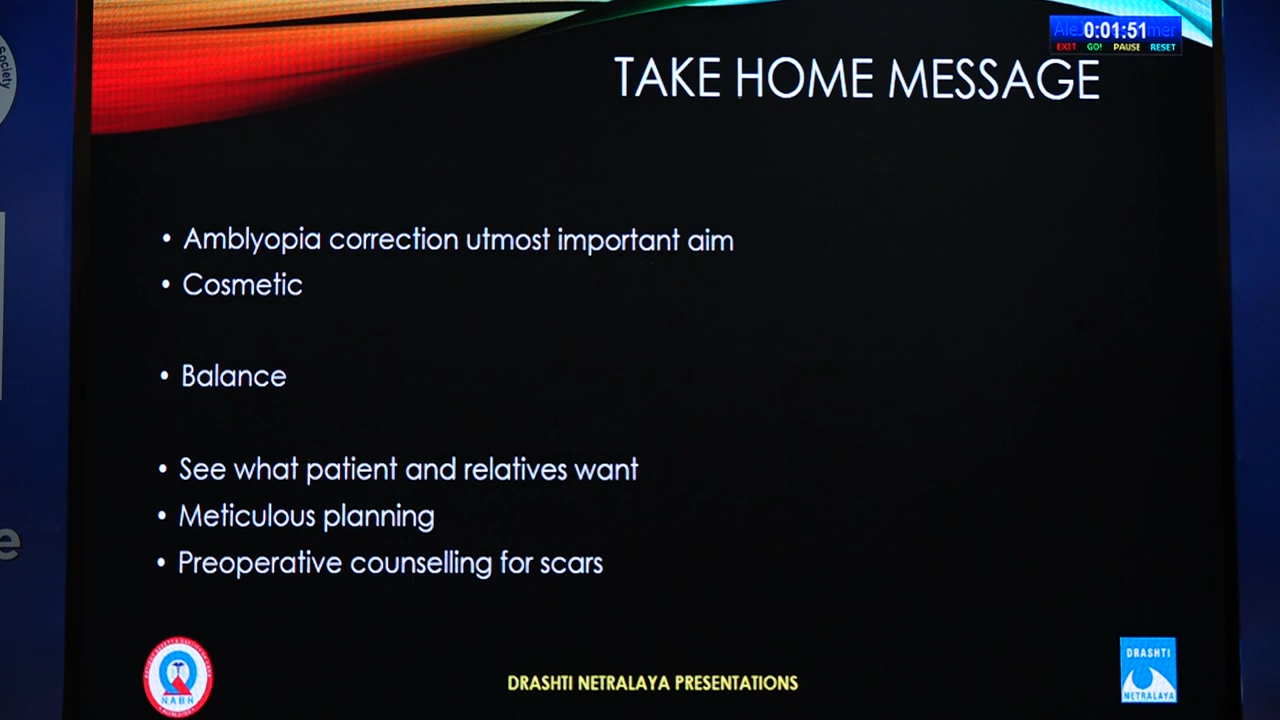 Society
0:01:51
EXIT GO! PAUSE RESET
TAKE HOME MESSAGE
• Amblyopia correction utmost important aim
• Cosmetic
• Balance
• See what patient and relatives want
• Meticulous planning
• Preoperative counselling for scars
e
NABH
DRASHTI NETRALAYA PRESENTATIONS
DRASHTI
NETRALAYA